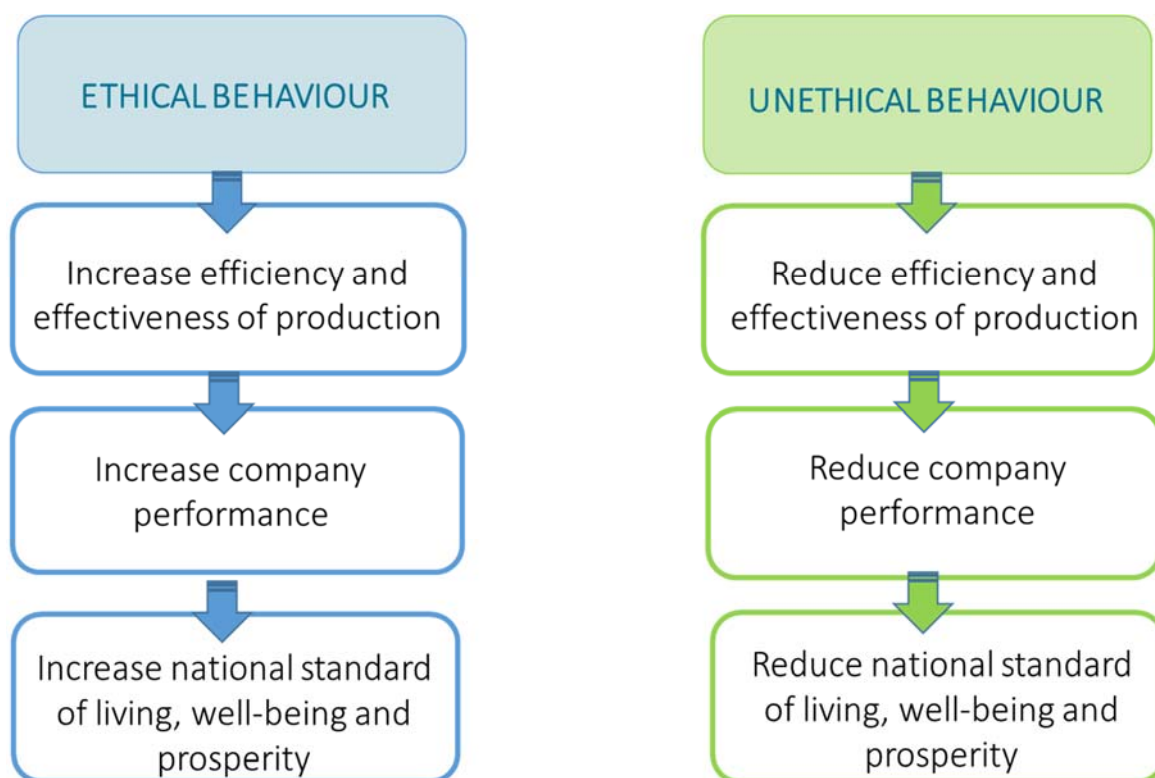 ETHICAL BEHAVIOUR
Increase efficiency and
effectiveness of production
Increase company
performance
Increase national standard
of living, well-being and
prosperity
UNETHICAL BEHAVIOUR
Reduce efficiency and
effectiveness of production
Reduce company
performance
Reduce national standard
of living, well-being and
prosperity